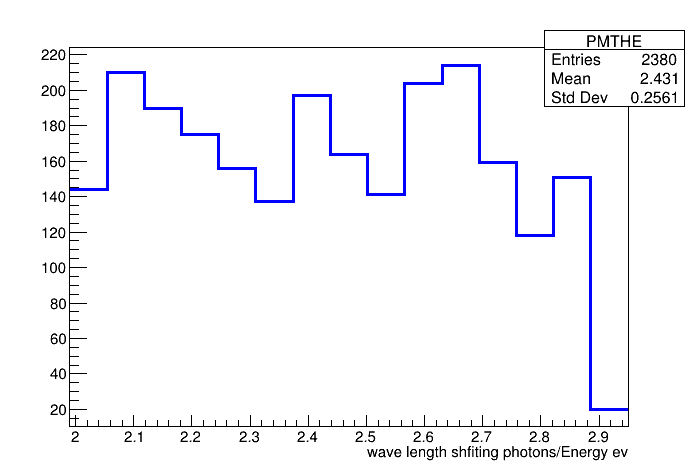 PMTHE
Entries 2380
Mean 2.431
Std Dev 0.2561
220
200
180
160
140
120
100
80
60
40
20
2 2.1 2.2 2.3 2.4 2.5 2.6 2.7 2.8 2.9
wave length shfiting photons/Energy ev